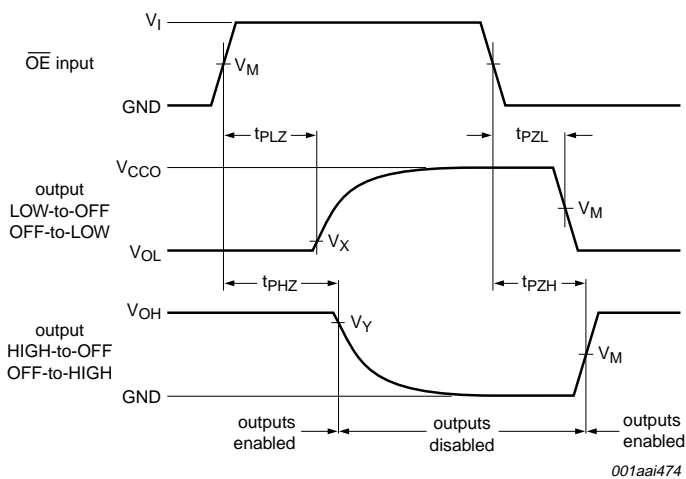 V_I
OE input
V_M
GND
t_PLZ
t_PZL
V_CCO
output
LOW-to-OFF
OFF-to-LOW
V_M
V_X
V_OL
t_PHZ
t_PZH
V_OH
output
HIGH-to-OFF
OFF-to-HIGH
V_Y
V_M
GND
outputs
enabled
outputs
disabled
outputs
enabled
001aai474